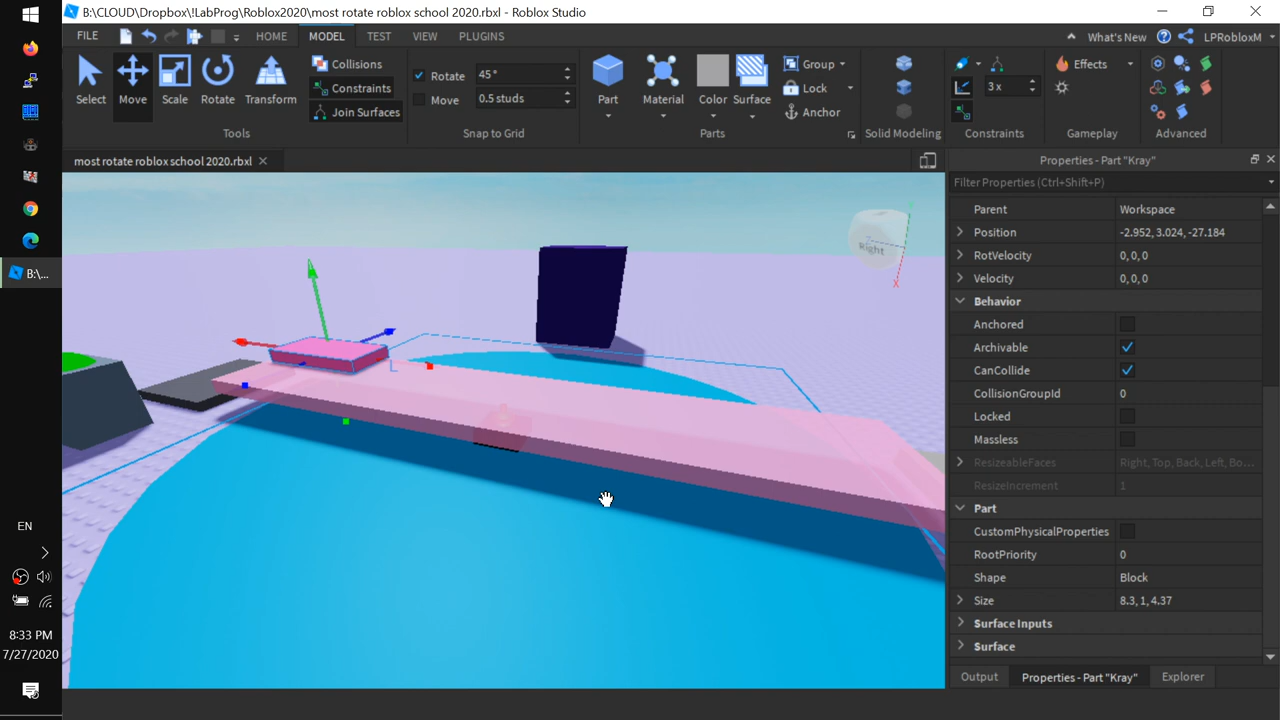 B:\CLOUD\Dropbox\!LabProg\Roblox2020\most rotate roblox school 2020.rbxl - Roblox Studio
FILE HOME MODEL TEST VIEW PLUGINS What's New LPRobloxM
Select Move Scale Rotate Transform
Collisions
Constraints
Join Surfaces
Tools
Rotate 45°
Move 0.5 studs
Snap to Grid
Part Material Color Surface
Group
Lock
Anchor
Parts
Solid Modeling
3 x
Constraints
Effects
Gameplay
Advanced
most rotate roblox school 2020.rbxl
Right
X
L
Properties - Part "Kray"
Filter Properties (Ctrl+Shift+P)
Parent Workspace
Position -2.952, 3.024, -27.184
RotVelocity 0, 0, 0
Velocity 0, 0, 0
Behavior
Anchored
Archivable
CanCollide
CollisionGroupId 0
Locked
Massless
ResizeableFaces Right, Top, Back, Left, Bo...
ResizeIncrement 1
Part
CustomPhysicalProperties
RootPriority 0
Shape Block
Size 8.3, 1, 4.37
Surface Inputs
Surface
Output Properties - Part "Kray" Explorer
B:\...
EN
8:33 PM
7/27/2020